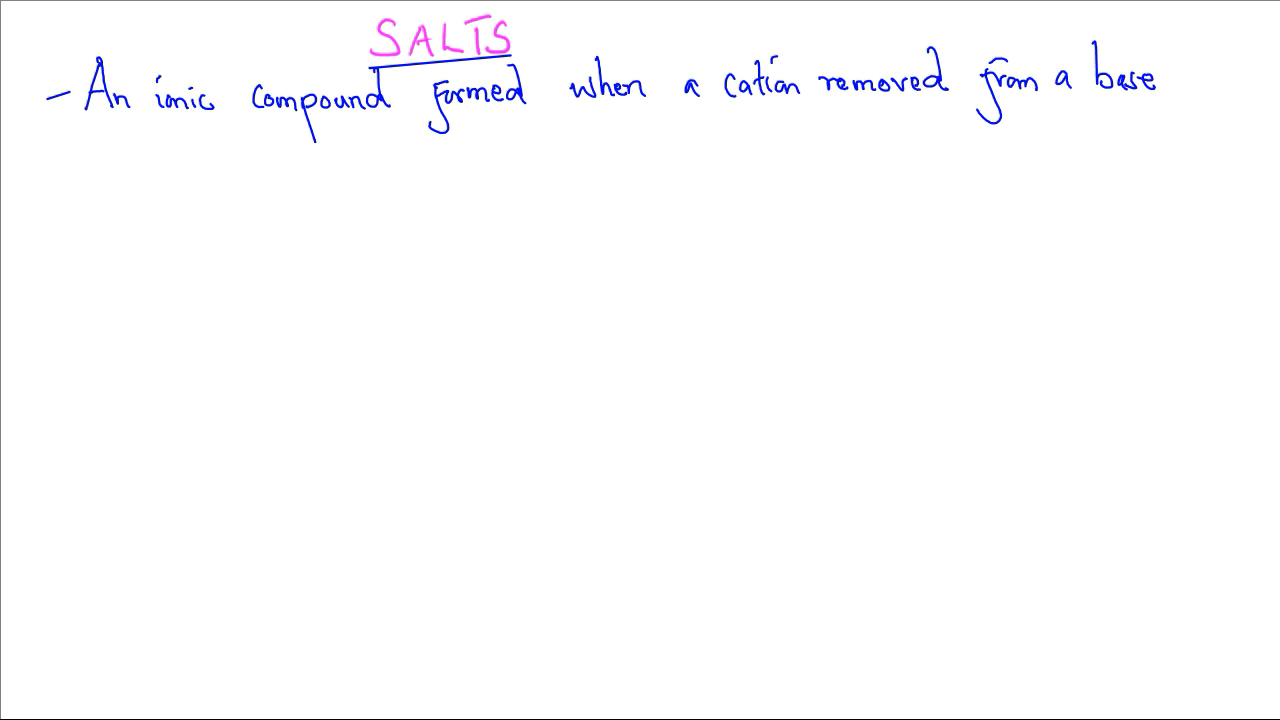 SALTS
- An ionic compound formed when a cation removed from a base